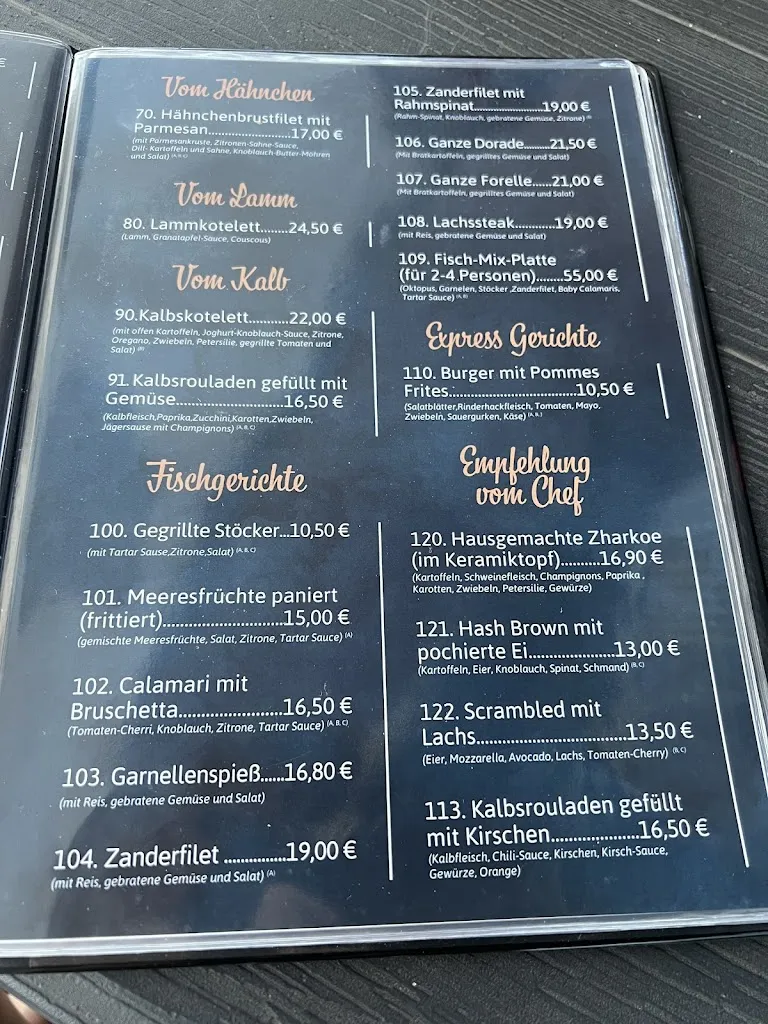 Vom Hähnchen
70. Hähnchenbrustfilet mit
Parmesan........................17,00 €
(mit Parmesankruste, Zitronen-Sahne-Sauce,
Dill- Kartoffeln und Sahne, Knoblauch-Butter-Möhren
und Salat) (A, B, C)
Vom Lamm
80. Lammkotelett........24,50 €
(Lamm, Granatapfel-Sauce, Couscous)
Vom Kalb
90.Kalbskotelett...........22,00 €
(mit offen Kartoffeln, Joghurt-Knoblauch-Sauce, Zitrone,
Oregano, Zwiebeln, Petersilie, gegrillte Tomaten und
Salat) (B)
91. Kalbsrouladen gefüllt mit
Gemüse.............................16,50 €
(Kalbfleisch,Paprika,Zucchini,Karotten,Zwiebeln,
Jägersause mit Champignons) (A, B, C)
Fischgerichte
100. Gegrillte Stöcker...10,50 €
(mit Tartar Sause,Zitrone,Salat) (A, B, C)
101. Meeresfrüchte paniert
(frittiert)..............................15,00 €
(gemischte Meeresfrüchte, Salat, Zitrone, Tartar Sauce) (A)
102. Calamari mit
Bruschetta.........................16,50 €
(Tomaten-Cherri, Knoblauch, Zitrone, Tartar Sauce) (A, B, C)
103. Garnellenspieß......16,80 €
(mit Reis, gebratene Gemüse und Salat)
104. Zanderfilet ...............19,00 €
(mit Reis, gebratene Gemüse und Salat) (A)
105. Zanderfilet mit
Rahmspinat....................19,00 €
(Rahm-Spinat, Knoblauch, gebratene Gemüse, Zitrone) (B)
106. Ganze Dorade........21,50 €
(Mit Bratkartoffeln, gegrilltes Gemüse und Salat)
107. Ganze Forelle......21,00 €
(Mit Bratkartoffeln, gegrilltes Gemüse und Salat)
108. Lachssteak.............19,00 €
(mit Reis, gebratene Gemüse und Salat)
109. Fisch-Mix-Platte
(für 2-4 Personen).......55,00 €
(Oktopus, Garnelen, Stöcker ,Zanderfilet, Baby Calamaris,
Tartar Sauce) (A, B)
Express Gerichte
110. Burger mit Pommes
Frites.................................10,50 €
(Salatblätter,Rinderhackfleisch, Tomaten, Mayo,
Zwiebeln, Sauergurken, Käse) (A, B, )
Empfehlung
vom Chef
120. Hausgemachte Zharkoe
(im Keramiktopf)..........16,90 €
(Kartoffeln, Schweinefleisch, Champignons, Paprika ,
Karotten, Zwiebeln, Petersilie, Gewürze)
121. Hash Brown mit
pochierte Ei......................13,00 €
(Kartoffeln, Eier, Knoblauch, Spinat, Schmand) (B, C)
122. Scrambled mit
Lachs...................................13,50 €
(Eier, Mozzarella, Avocado, Lachs, Tomaten-Cherry) (B, C)
113. Kalbsrouladen gefüllt
mit Kirschen.....................16,50 €
(Kalbfleisch, Chili-Sauce, Kirschen, Kirsch-Sauce,
Gewürze, Orange)